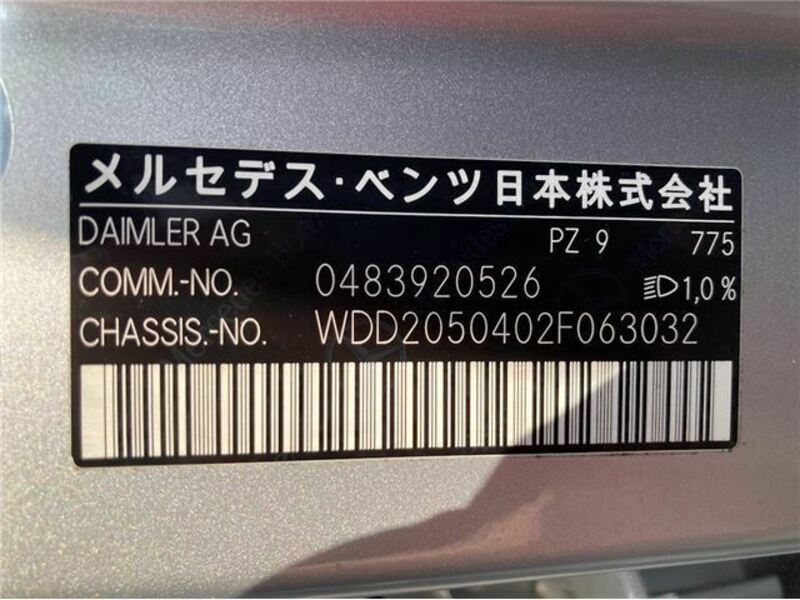 メルセデス・ベンツ日本株式会社
DAIMLER AG PZ 9 775
COMM.-NO. 0483920526 1,0 %
CHASSIS.-NO. WDD2050402F063032